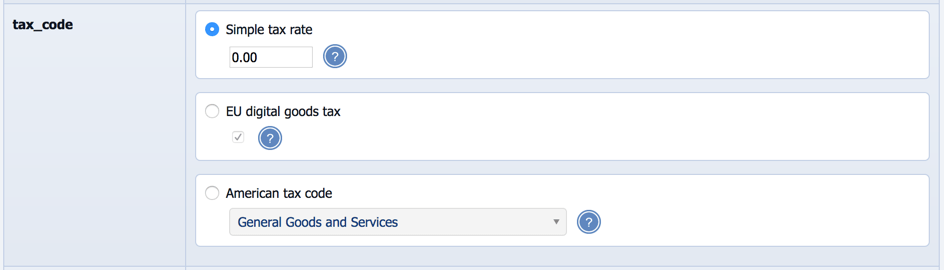 tax_code
Simple tax rate
0.00
?
EU digital goods tax
?
American tax code
General Goods and Services
?